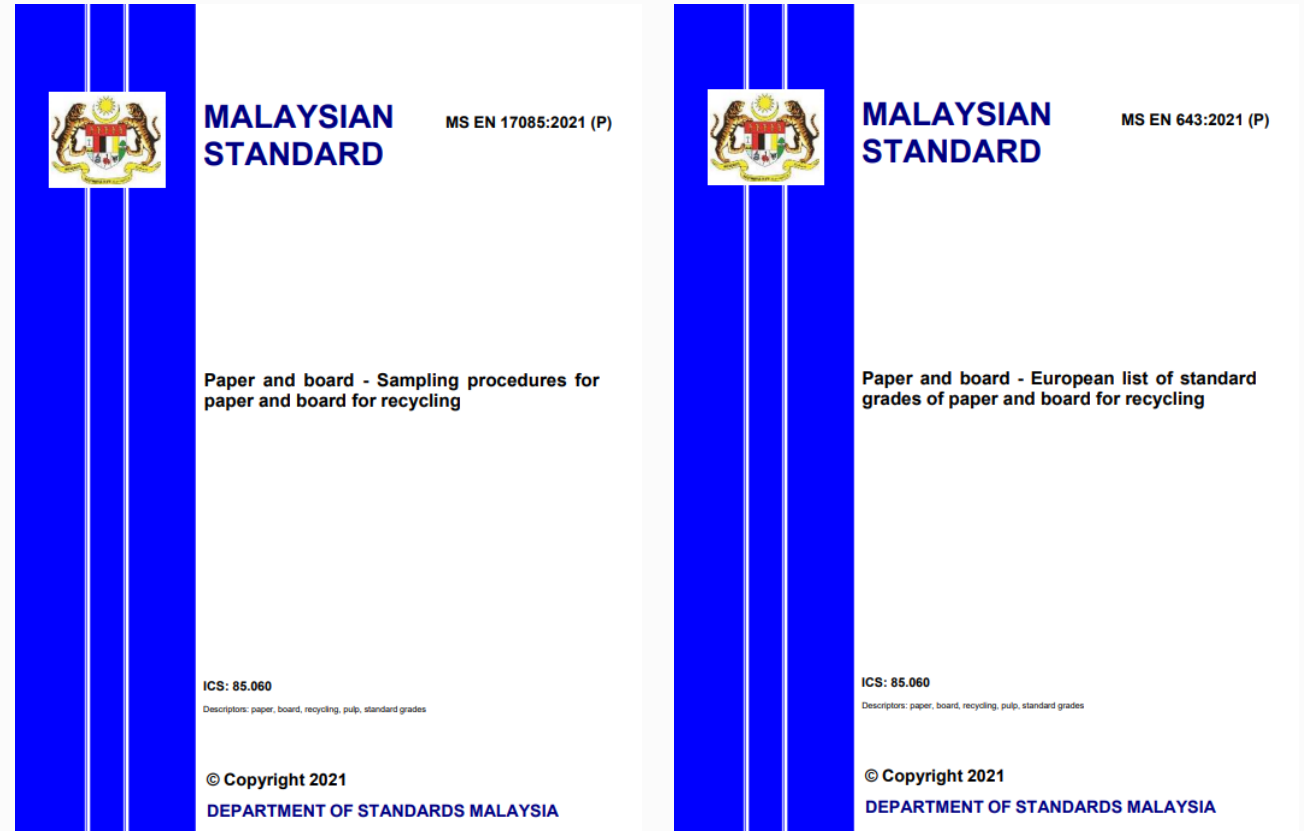 MALAYSIAN
STANDARD
MS EN 17085:2021 (P)
Paper and board - Sampling procedures for
paper and board for recycling
ICS: 85.060
Descriptors: paper, board, recycling, pulp, standard grades
© Copyright 2021
DEPARTMENT OF STANDARDS MALAYSIA
MALAYSIAN
STANDARD
MS EN 643:2021 (P)
Paper and board - European list of standard
grades of paper and board for recycling
ICS: 85.060
Descriptors: paper, board, recycling, pulp, standard grades
© Copyright 2021
DEPARTMENT OF STANDARDS MALAYSIA